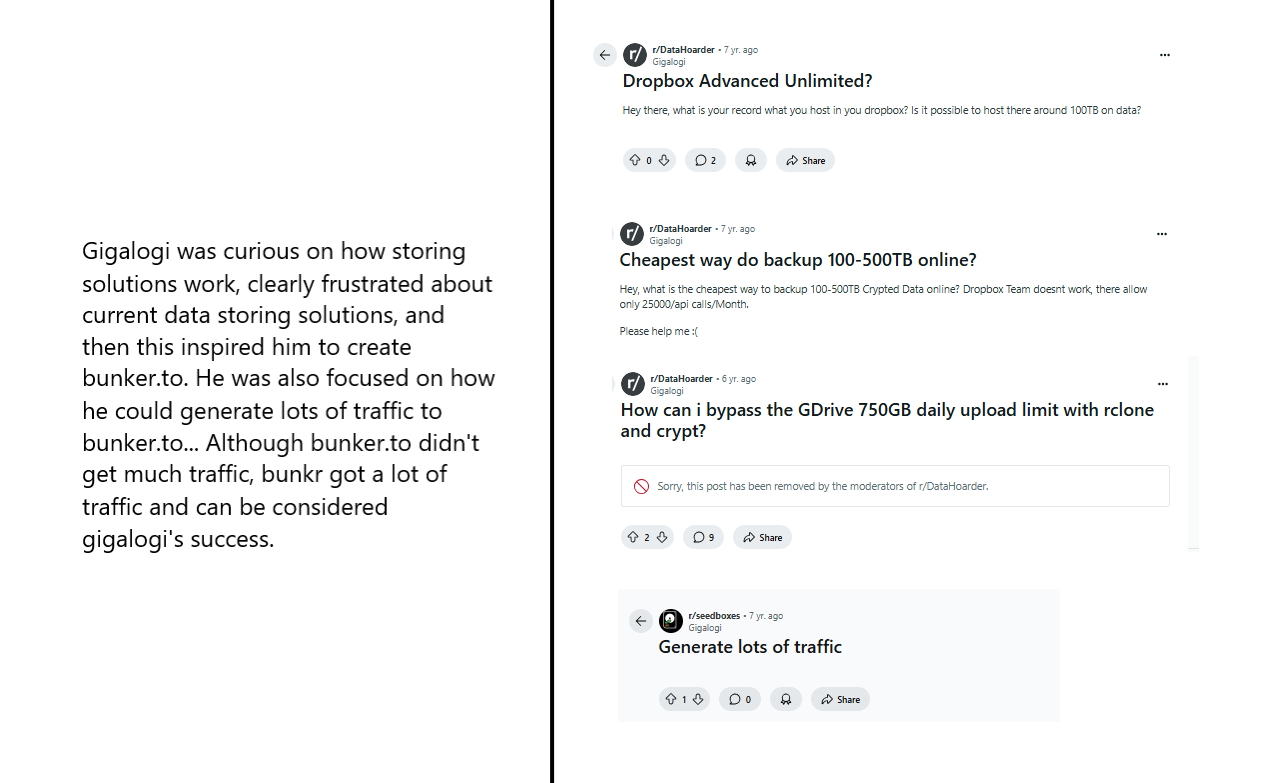 Gigalogi was curious on how storing
solutions work, clearly frustrated about
current data storing solutions, and
then this inspired him to create
bunker.to. He was also focused on how
he could generate lots of traffic to
bunker.to... Although bunker.to didn't
get much traffic, bunkr got a lot of
traffic and can be considered
gigalogi's success.
r/DataHoarder • 7 yr. ago
Gigalogi
Dropbox Advanced Unlimited?
Hey there, what is your record what you host in you dropbox? Is it possible to host there around 100TB on data?
0 2 Share
r/DataHoarder • 7 yr. ago
Gigalogi
Cheapest way do backup 100-500TB online?
Hey, what is the cheapest way to backup 100-500TB Crypted Data online? Dropbox Team doesnt work, there allow
only 25000/api calls/Month.
Please help me :(
r/DataHoarder • 6 yr. ago
Gigalogi
How can i bypass the GDrive 750GB daily upload limit with rclone
and crypt?
Sorry, this post has been removed by the moderators of r/DataHoarder.
2 9 Share
r/seedboxes • 7 yr. ago
Gigalogi
Generate lots of traffic
1 0 Share